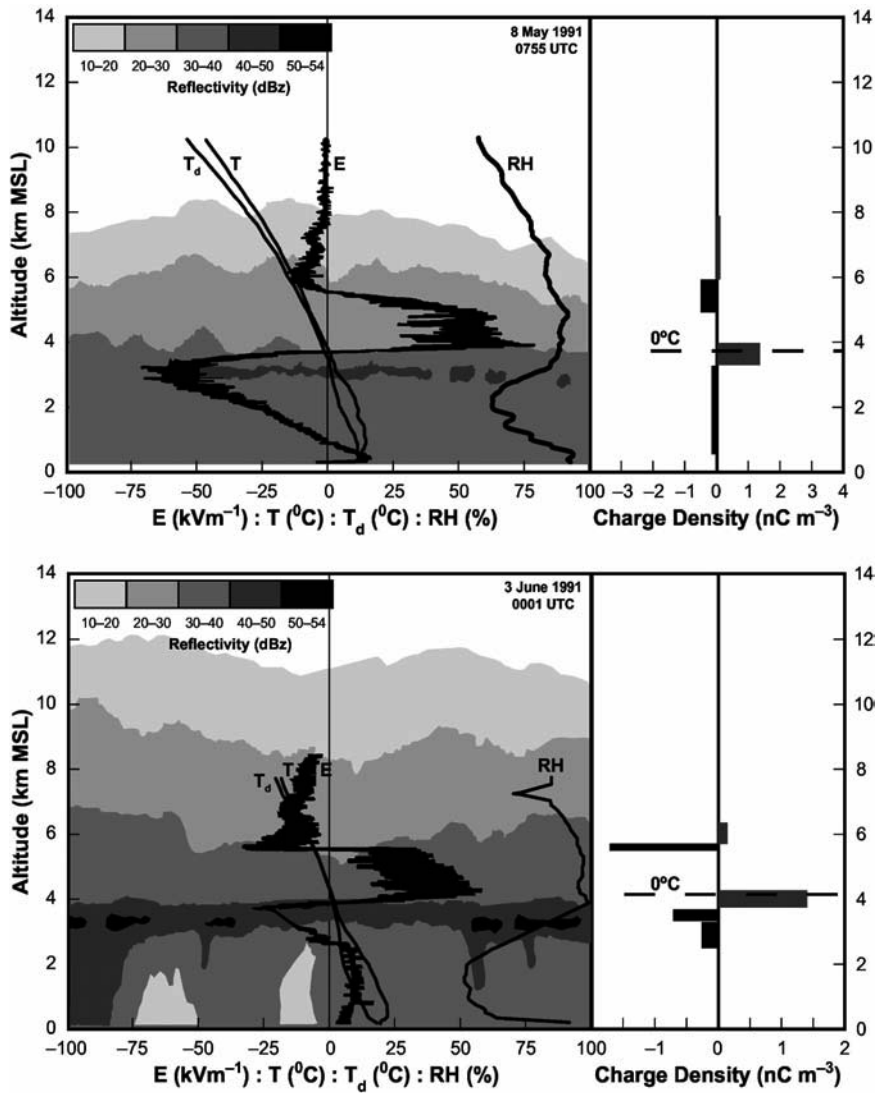 14
12
10
8
6
4
2
0
Altitude (km MSL)
10–20 20–30 30–40 40–50 50–54
Reflectivity (dBz)
8 May 1991
0755 UTC
T_d T E RH
–100 –75 –50 –25 0 25 50 75 100
E (kVm⁻¹) : T (⁰C) : T_d (⁰C) : RH (%)
0ºC
–3 –2 –1 0 1 2 3 4
Charge Density (nC m⁻³)
14
12
10
8
6
4
2
0
14
12
10
8
6
4
2
0
Altitude (km MSL)
10–20 20–30 30–40 40–50 50–54
Reflectivity (dBz)
3 June 1991
0001 UTC
T_d T E RH
–100 –75 –50 –25 0 25 50 75 100
E (kVm⁻¹) : T (⁰C) : T_d (⁰C) : RH (%)
0ºC
–1 0 1 2
Charge Density (nC m⁻³)
14
12
10
8
6
4
2
0